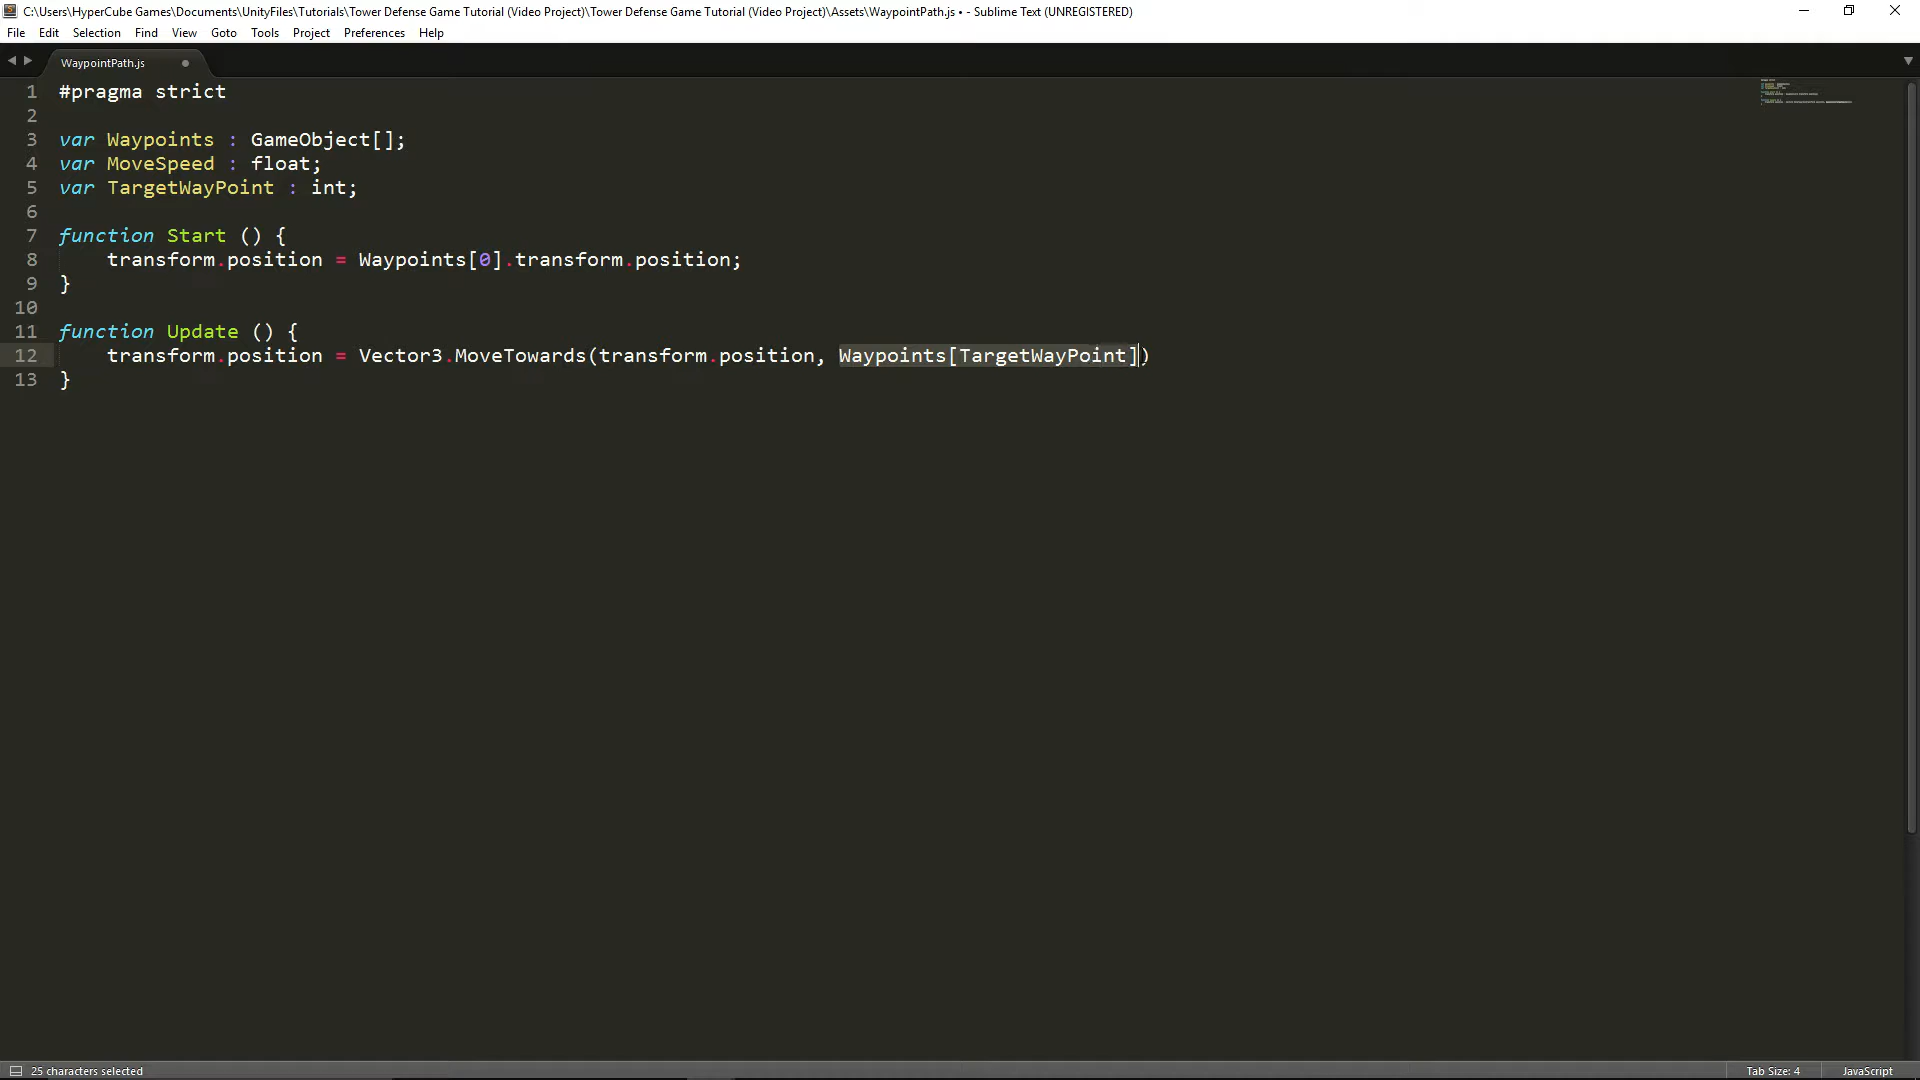 C:\Users\HyperCube Games\Documents\UnityFiles\Tutorials\Tower Defense Game Tutorial (Video Project)\Tower Defense Game Tutorial (Video Project)\Assets\WaypointPath.js • - Sublime Text (UNREGISTERED)
File Edit Selection Find View Goto Tools Project Preferences Help
WaypointPath.js
1 #pragma strict
2
3 var Waypoints : GameObject[];
4 var MoveSpeed : float;
5 var TargetWayPoint : int;
6
7 function Start () {
8 transform.position = Waypoints[0].transform.position;
9 }
10
11 function Update () {
12 transform.position = Vector3.MoveTowards(transform.position, Waypoints[TargetWayPoint])
13 }
25 characters selected Tab Size: 4 JavaScript